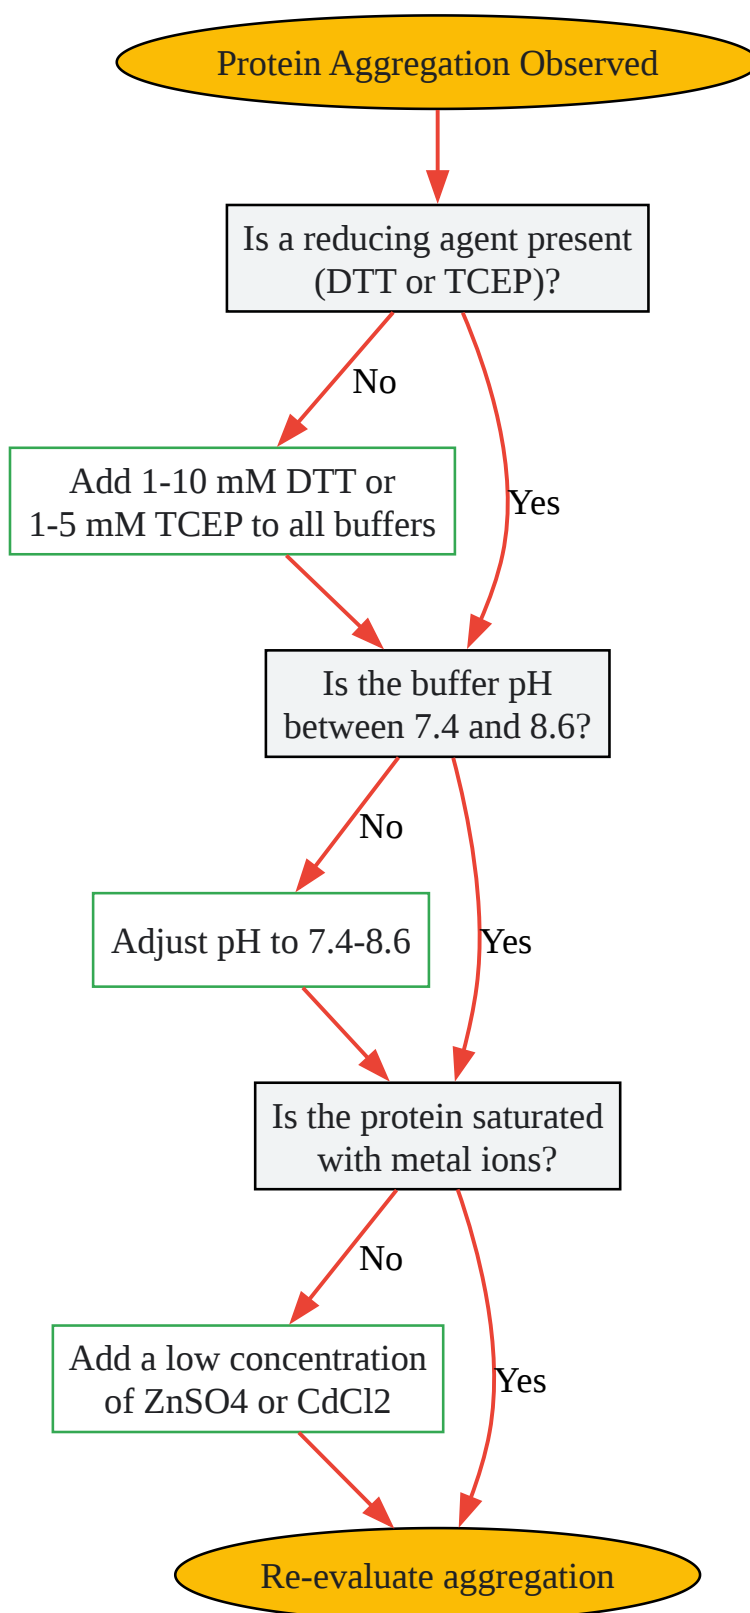 Protein Aggregation Observed
Is a reducing agent present
(DTT or TCEP)?
No
Add 1-10 mM DTT or
1-5 mM TCEP to all buffers
Yes
Is the buffer pH
between 7.4 and 8.6?
No
Adjust pH to 7.4-8.6
Yes
Is the protein saturated
with metal ions?
No
Add a low concentration
of ZnSO4 or CdCl2
Yes
Re-evaluate aggregation